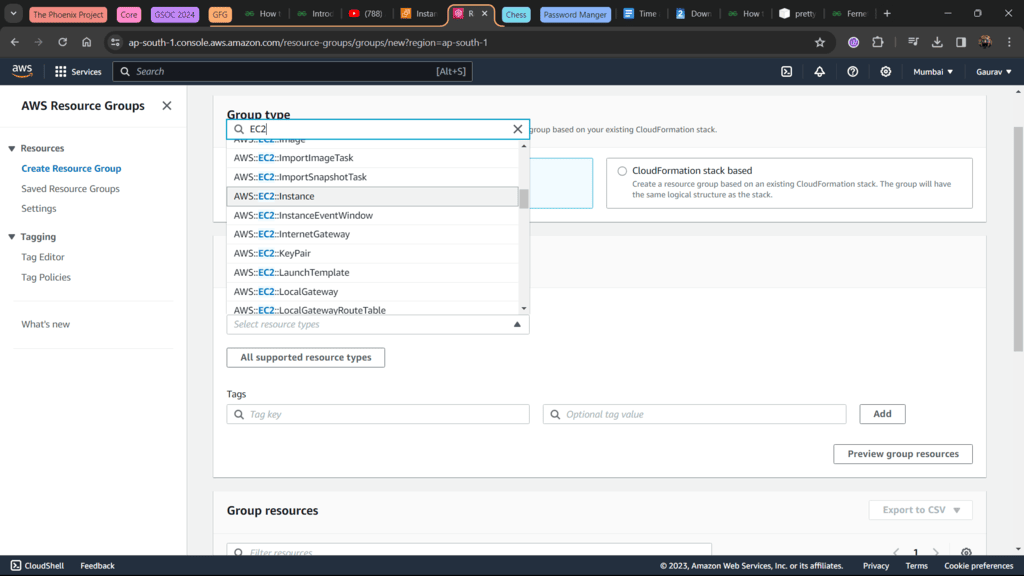 The Phoenix Project
Core
GSOC 2024
GFG
How t
Introd
(788)
Instan
R
Chess
Password Manger
Time
Down
How t
pretty
Ferne
ap-south-1.console.aws.amazon.com/resource-groups/groups/new?region=ap-south-1
aws
Services
Search
[Alt+S]
Mumbai
Gaurav
AWS Resource Groups
Resources
Create Resource Group
Saved Resource Groups
Settings
Tagging
Tag Editor
Tag Policies
What's new
Group type
EC2
group based on your existing CloudFormation stack.
AWS::EC2::Image
AWS::EC2::ImportImageTask
AWS::EC2::ImportSnapshotTask
AWS::EC2::Instance
AWS::EC2::InstanceEventWindow
AWS::EC2::InternetGateway
AWS::EC2::KeyPair
AWS::EC2::LaunchTemplate
AWS::EC2::LocalGateway
AWS::EC2::LocalGatewayRouteTable
CloudFormation stack based
Create a resource group based on an existing CloudFormation stack. The group will have
the same logical structure as the stack.
Select resource types
All supported resource types
Tags
Tag key
Optional tag value
Add
Preview group resources
Group resources
Export to CSV
Filter resources
1
CloudShell
Feedback
© 2023, Amazon Web Services, Inc. or its affiliates.
Privacy
Terms
Cookie preferences